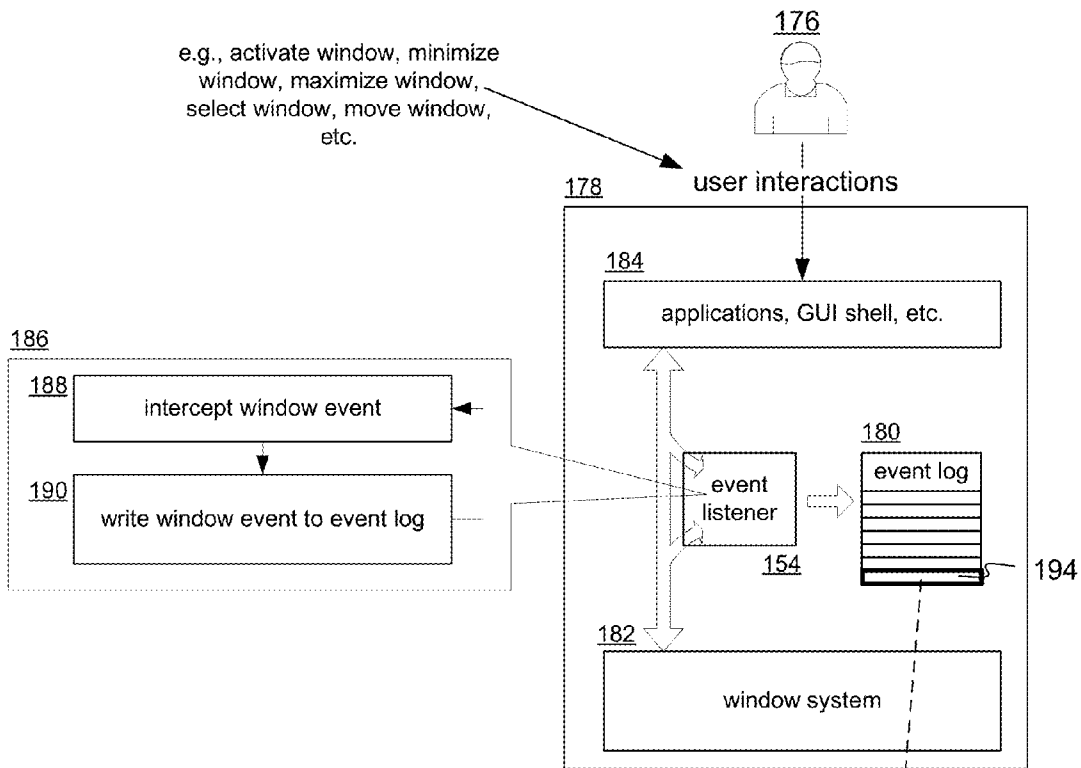 176
e.g., activate window, minimize
window, maximize window,
select window, move window,
etc.
user interactions
178
184
applications, GUI shell, etc.
186
188
intercept window event
190
write window event to event log
event
listener
154
180
event log
194
182
window system